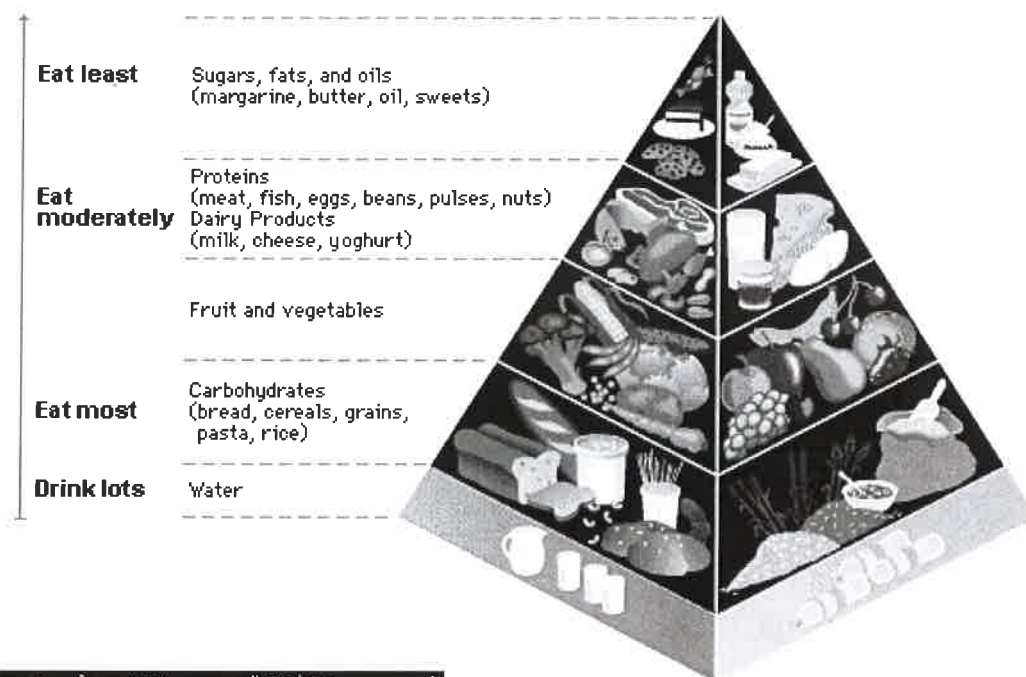 Eat least
Sugars, fats, and oils
(margarine, butter, oil, sweets)
Eat
moderately
Proteins
(meat, fish, eggs, beans, pulses, nuts)
Dairy Products
(milk, cheese, yoghurt)
Fruit and vegetables
Eat most
Carbohydrates
(bread, cereals, grains,
pasta, rice)
Drink lots
Water